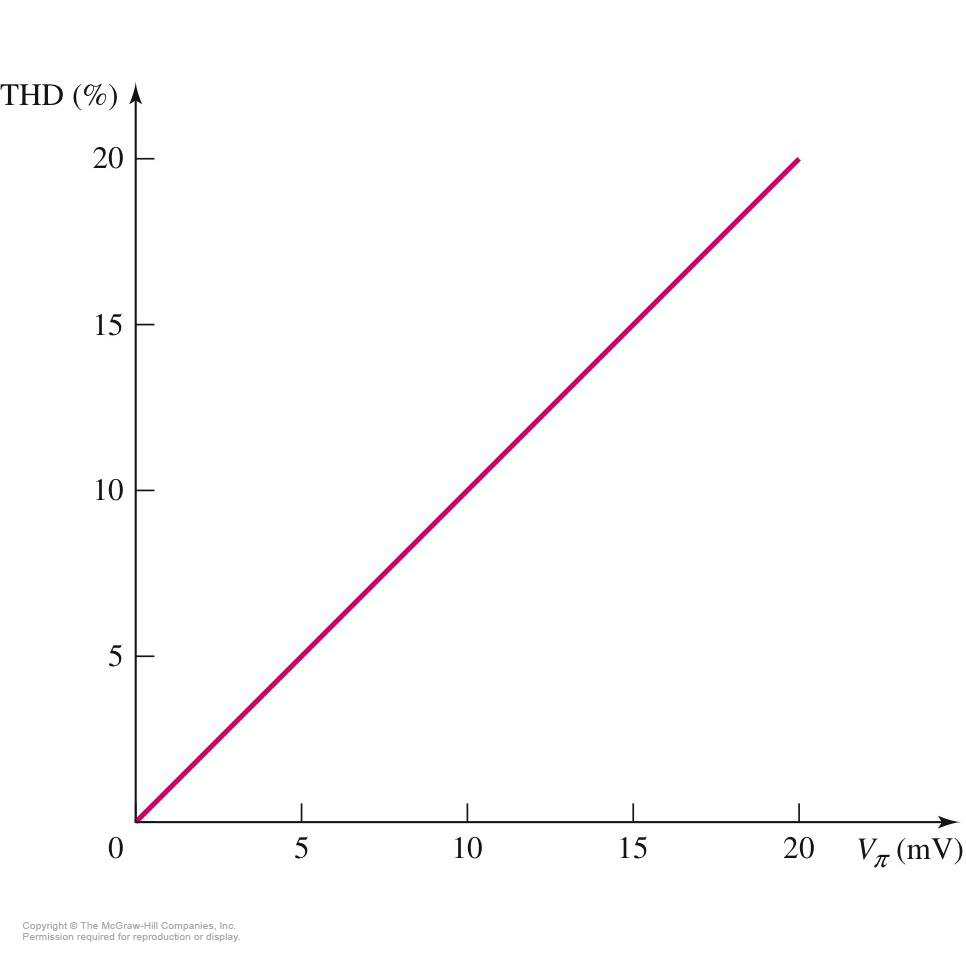 THD (%)
20
15
10
5
0 5 10 15 20 Vπ (mV)
Copyright © The McGraw-Hill Companies, Inc.
Permission required for reproduction or display.